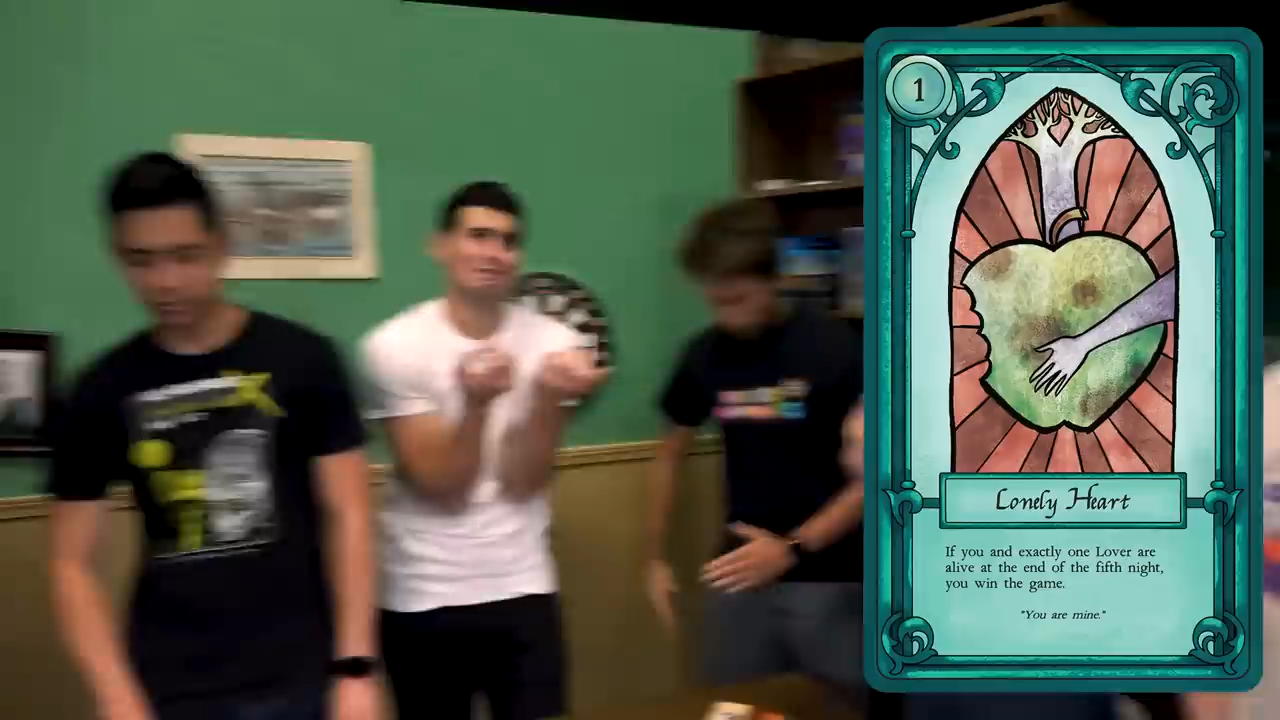 1
Lonely Heart
If you and exactly one Lover are
alive at the end of the fifth night,
you win the game.
"You are mine."